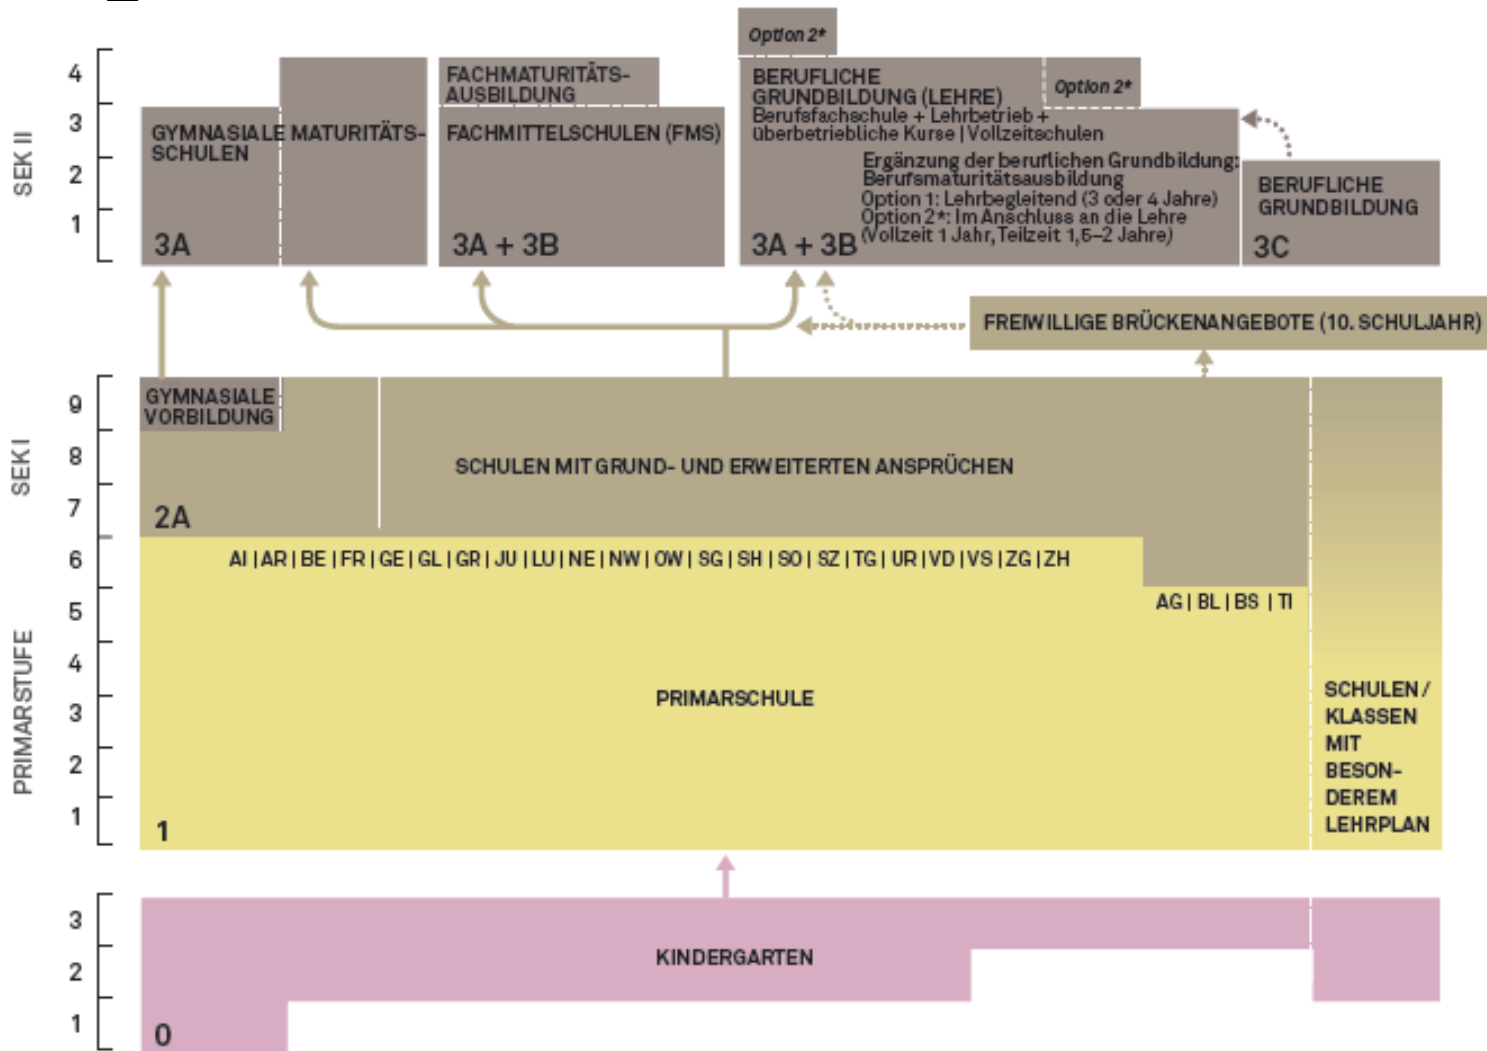 SEK II
4
3
2
1
GYMNASIALE MATURITÄTS-
SCHULEN
3A
FACHMATURITÄTS-
AUSBILDUNG
FACHMITTELSCHULEN (FMS)
3A + 3B
Option 2*
BERUFLICHE
GRUNDBILDUNG (LEHRE)
Berufsfachschule + Lehrbetrieb +
überbetriebliche Kurse | Vollzeitschulen
Option 2*
Ergänzung der beruflichen Grundbildung:
Berufsmaturitätsausbildung
Option 1: Lehrbegleitend (3 oder 4 Jahre)
Option 2*: Im Anschluss an die Lehre
(Vollzeit 1 Jahr, Teilzeit 1,5–2 Jahre)
3A + 3B
BERUFLICHE
GRUNDBILDUNG
3C
FREIWILLIGE BRÜCKENANGEBOTE (10. SCHULJAHR)
SEK I
9
8
7
GYMNASIALE
VORBILDUNG
SCHULEN MIT GRUND- UND ERWEITERTEN ANSPRÜCHEN
2A
PRIMARSTUFE
6
5
4
3
2
1
AI | AR | BE | FR | GE | GL | GR | JU | LU | NE | NW | OW | SG | SH | SO | SZ | TG | UR | VD | VS | ZG | ZH
AG | BL | BS | TI
PRIMARSCHULE
1
SCHULEN /
KLASSEN
MIT
BESON-
DEREM
LEHRPLAN
3
2
1
KINDERGARTEN
0